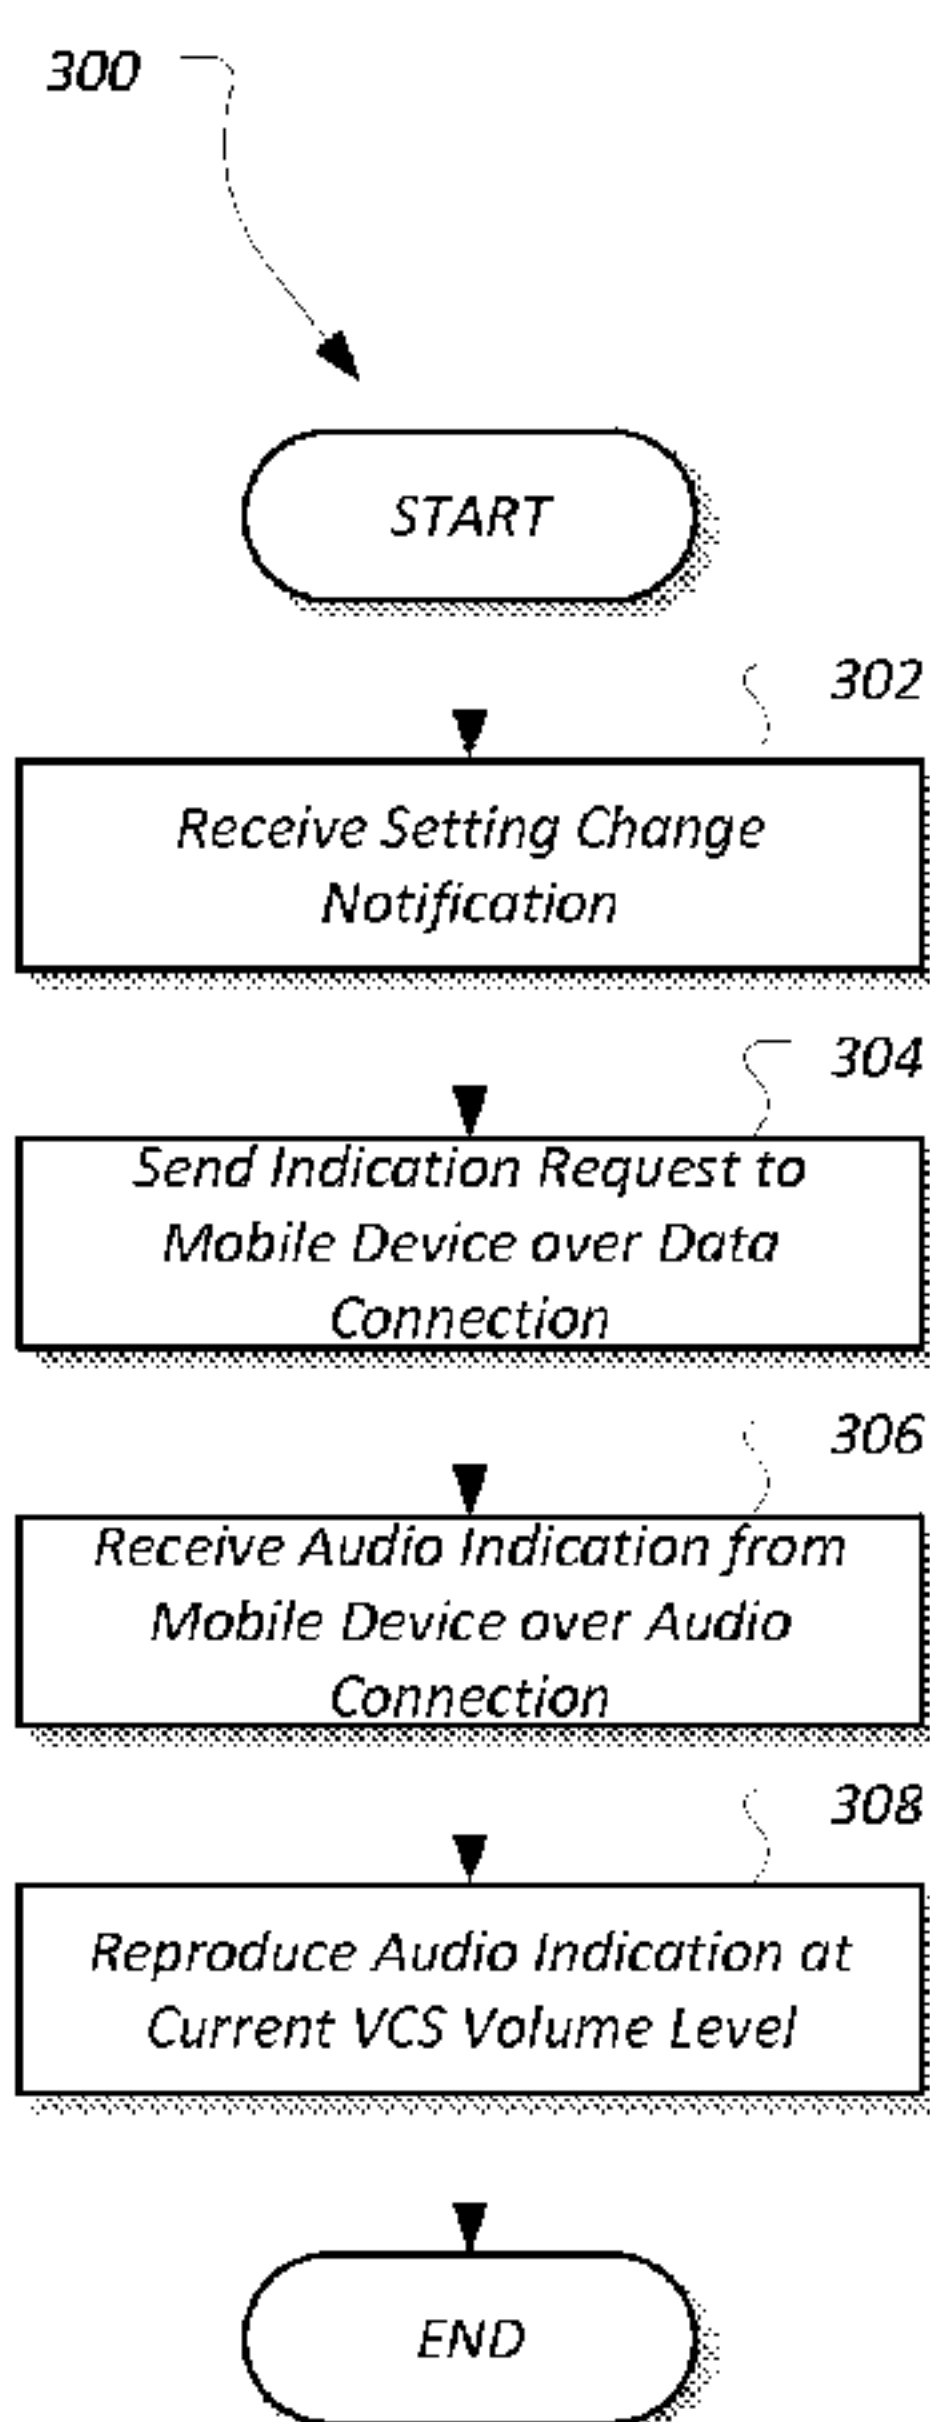 300
START
302
Receive Setting Change
Notification
304
Send Indication Request to
Mobile Device over Data
Connection
306
Receive Audio Indication from
Mobile Device over Audio
Connection
308
Reproduce Audio Indication at
Current VCS Volume Level
END